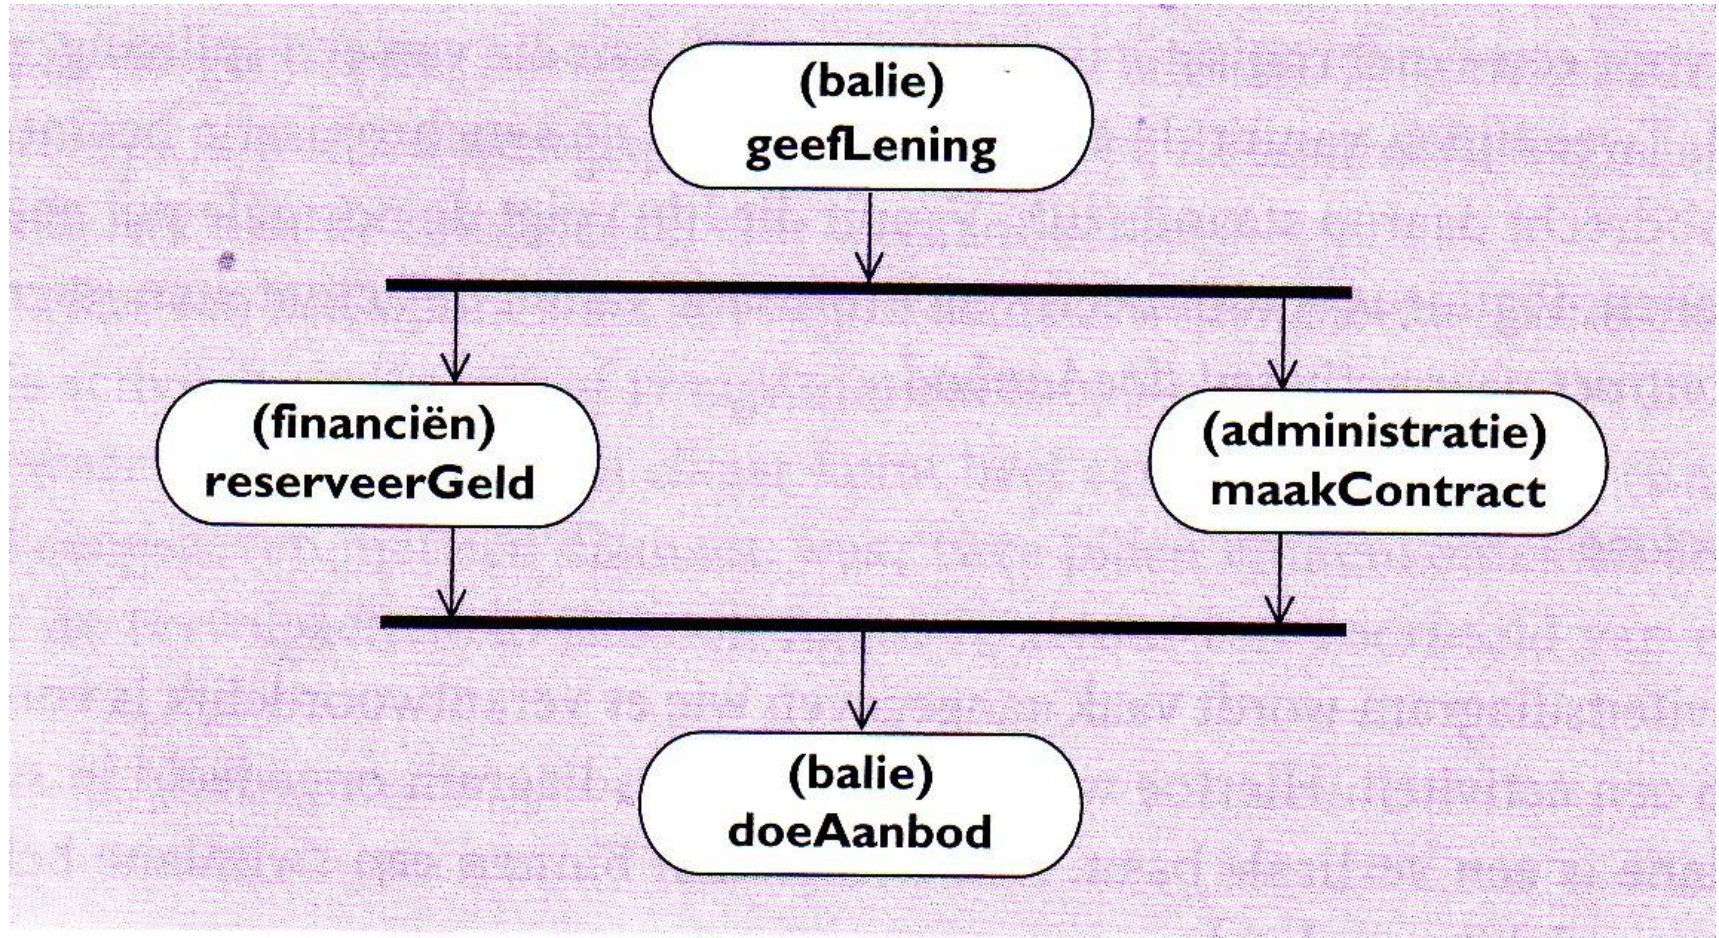 (balie)
geefLening
(financiën)
reserveerGeld
(administratie)
maakContract
(balie)
doeAanbod